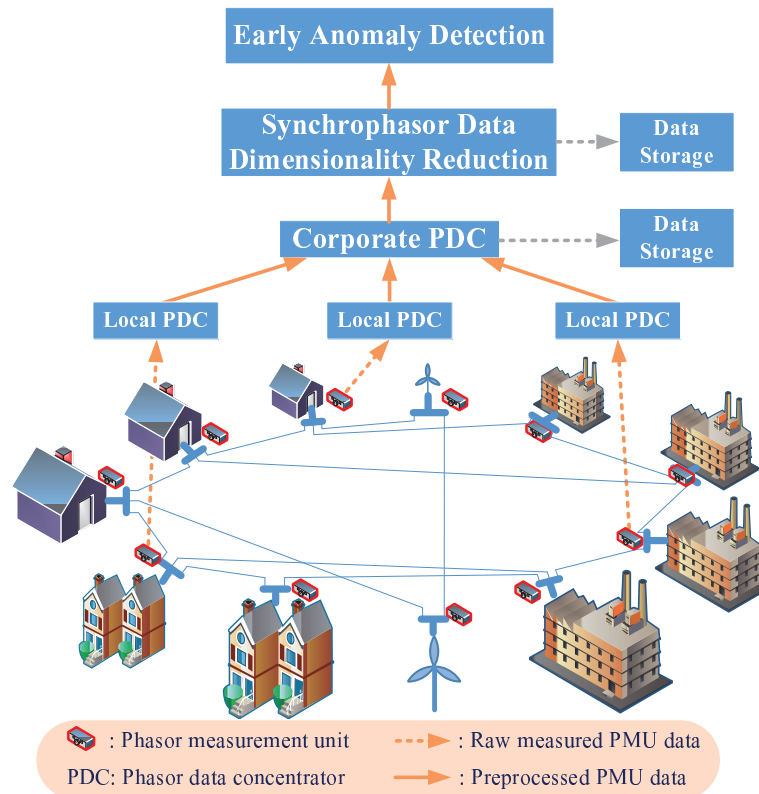 Early Anomaly Detection
Synchrophasor Data
Dimensionality Reduction
Data
Storage
Corporate PDC
Data
Storage
Local PDC
Local PDC
Local PDC
: Phasor measurement unit
: Raw measured PMU data
PDC: Phasor data concentrator
: Preprocessed PMU data